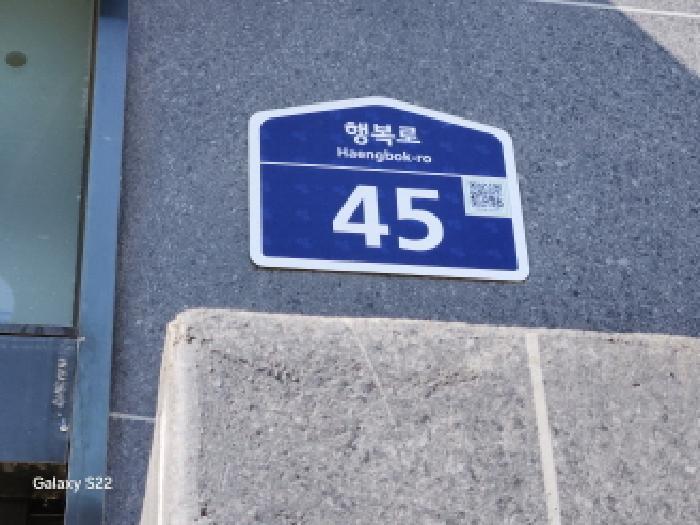 행복로
Haengbok-ro
45
Galaxy S22